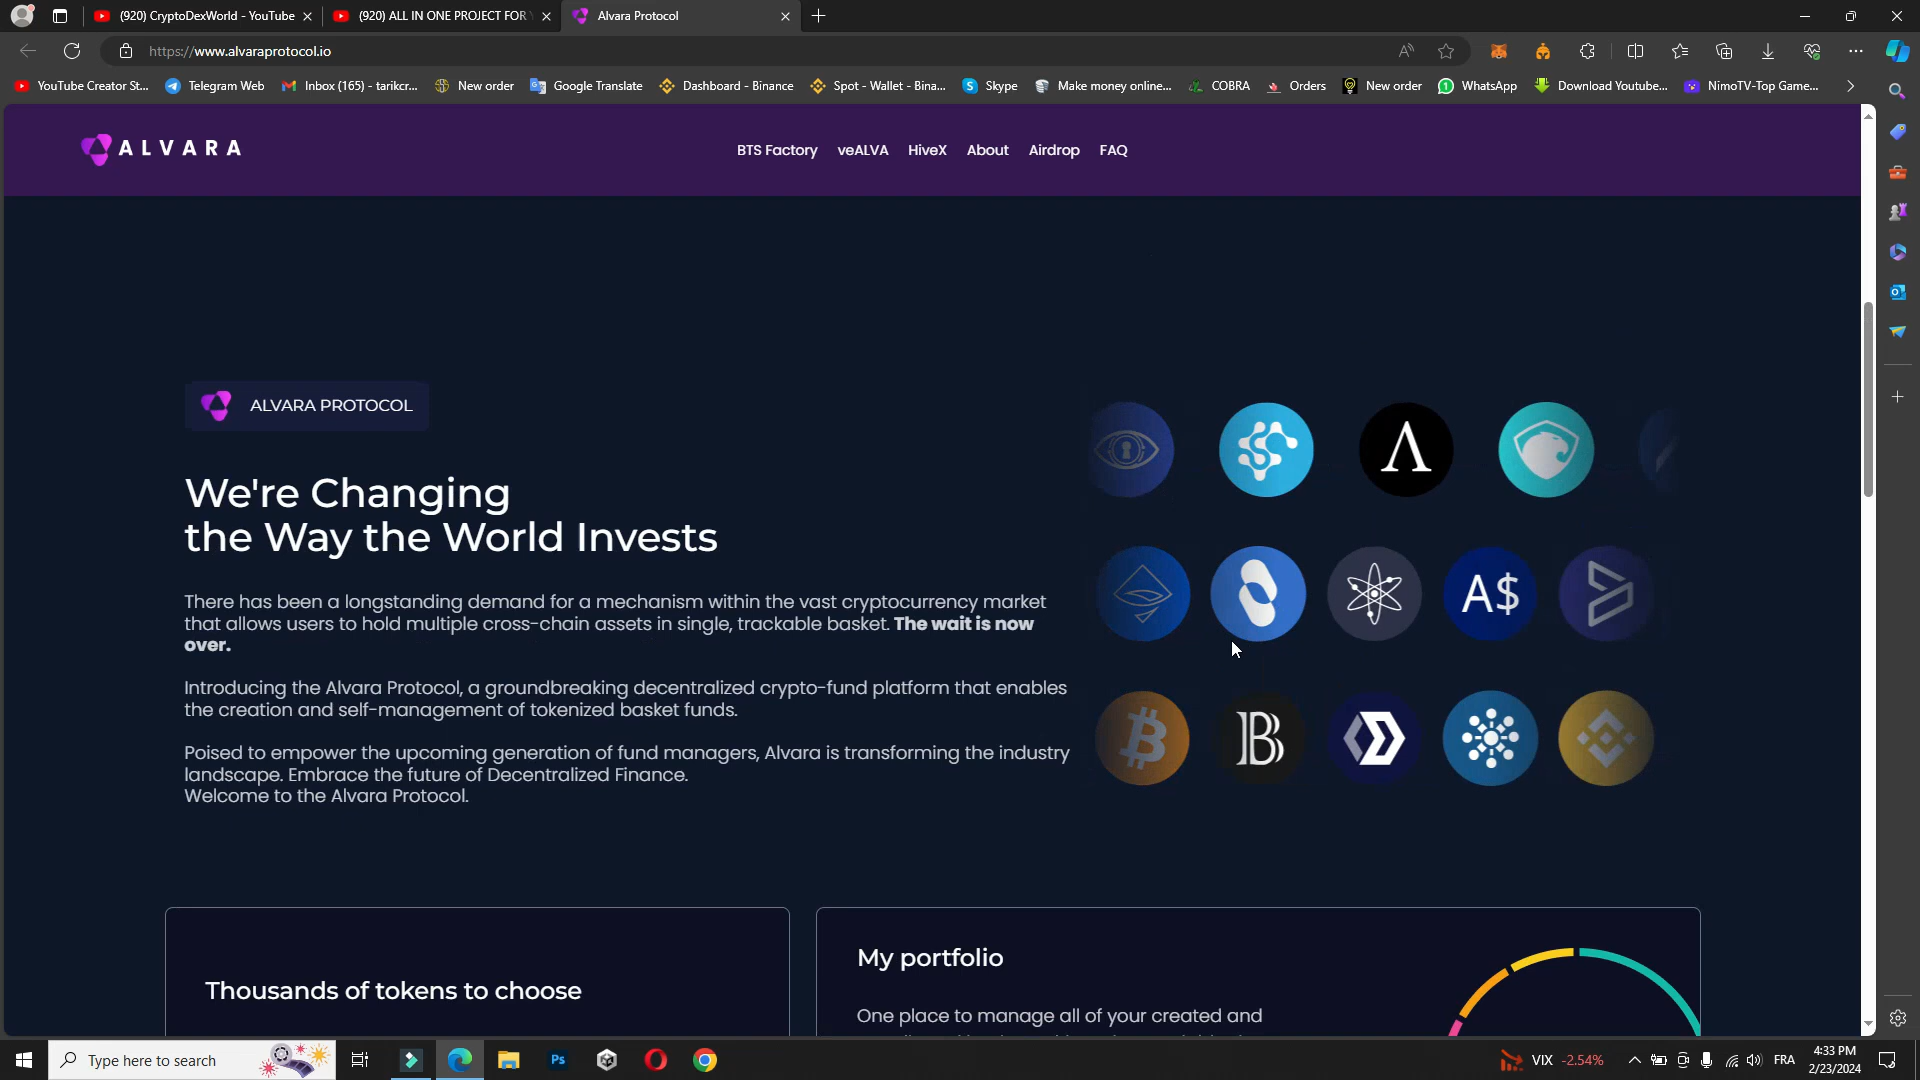 (920) CryptoDexWorld - YouTube
(920) ALL IN ONE PROJECT FOR
Alvara Protocol
https://www.alvaraprotocol.io
YouTube Creator St...
Telegram Web
Inbox (165) - tarikcr...
New order
Google Translate
Dashboard - Binance
Spot - Wallet - Bina...
Skype
Make money online...
COBRA
Orders
New order
WhatsApp
Download Youtube...
NimoTV-Top Game...
ALVARA
BTS Factory veALVA HiveX About Airdrop FAQ
ALVARA PROTOCOL
We're Changing
the Way the World Invests
There has been a longstanding demand for a mechanism within the vast cryptocurrency market
that allows users to hold multiple cross-chain assets in single, trackable basket. The wait is now
over.
Introducing the Alvara Protocol, a groundbreaking decentralized crypto-fund platform that enables
the creation and self-management of tokenized basket funds.
Poised to empower the upcoming generation of fund managers, Alvara is transforming the industry
landscape. Embrace the future of Decentralized Finance.
Welcome to the Alvara Protocol.
A$
Thousands of tokens to choose
My portfolio
One place to manage all of your created and
Type here to search
Ps
VIX -2.54%
FRA
4:33 PM
2/23/2024